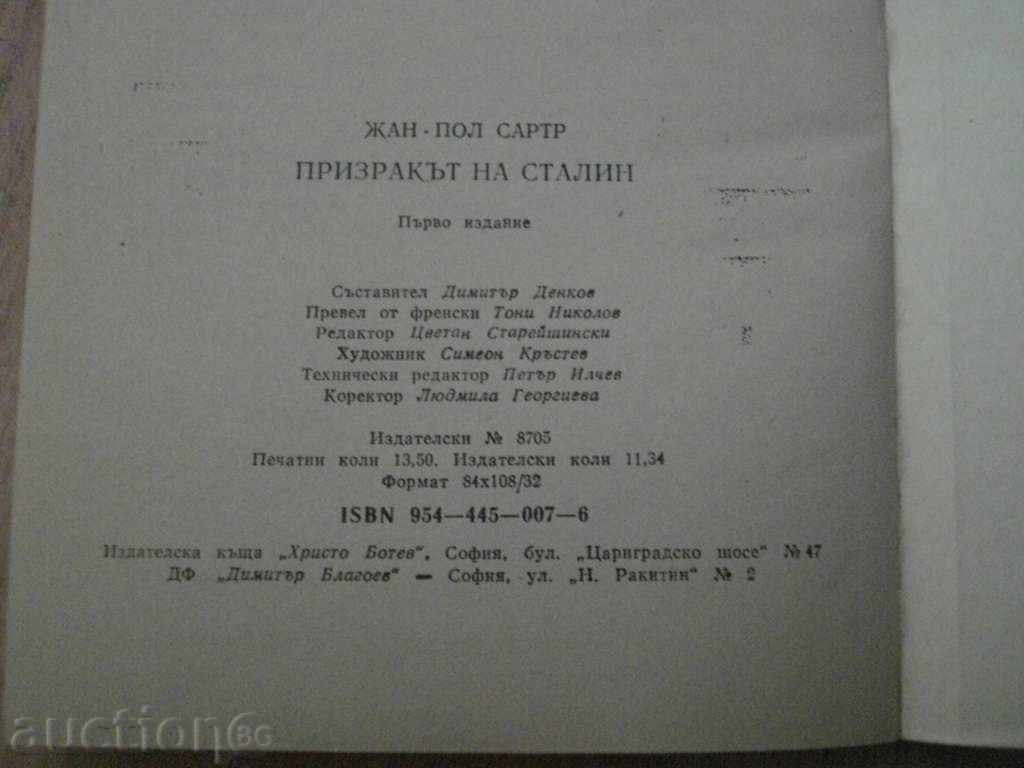 ЖАН-ПОЛ САРТР
ПРИЗРАКЪТ НА СТАЛИН
Първо издание
Съставител Димитър Денков
Превел от френски Тони Николов
Редактор Цветан Старейшински
Художник Симеон Кръстев
Технически редактор Петър Илчев
Коректор Людмила Георгиева
Издателски № 8705
Печатни коли 13,50. Издателски коли 11,34
Формат 84x108/32
ISBN 954—445—007—6
Издателска къща „Христо Ботев“, София, бул. „Цариградско шосе“ № 47
ДФ „Димитър Благоев“ — София, ул. „Н. Ракитин“ № 2
auction.bg